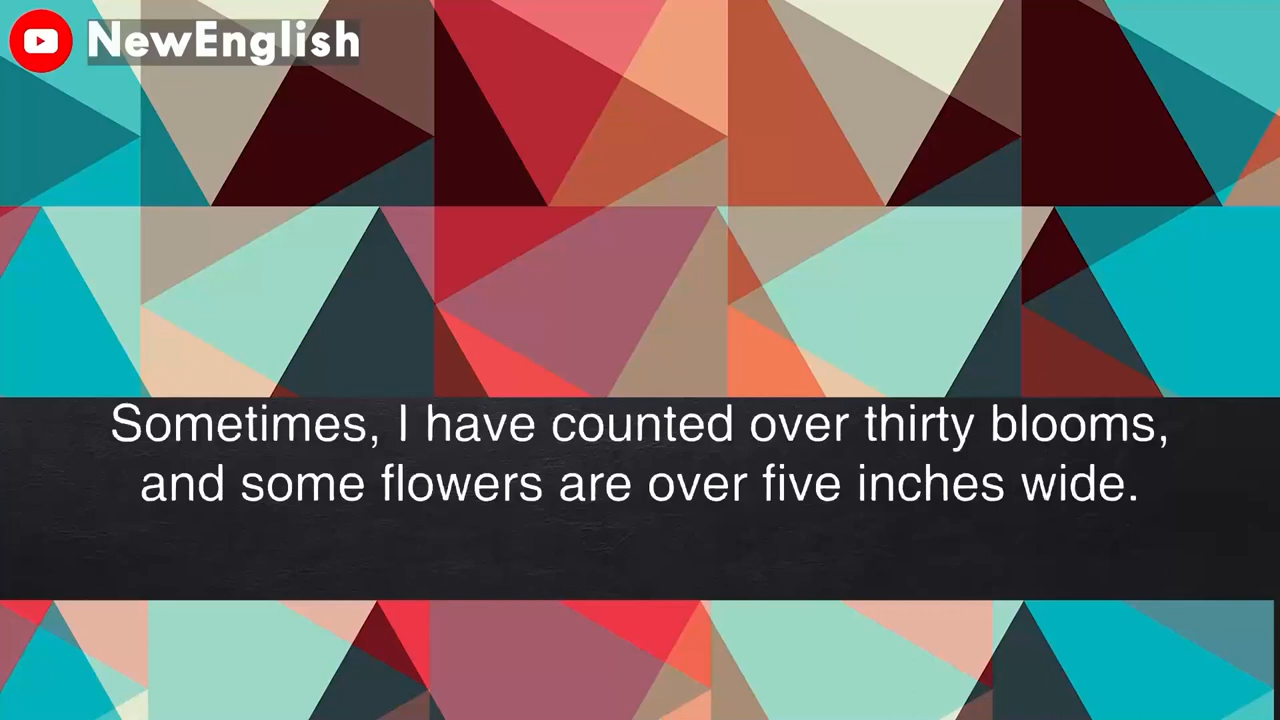 NewEnglish
Sometimes, I have counted over thirty blooms,
and some flowers are over five inches wide.